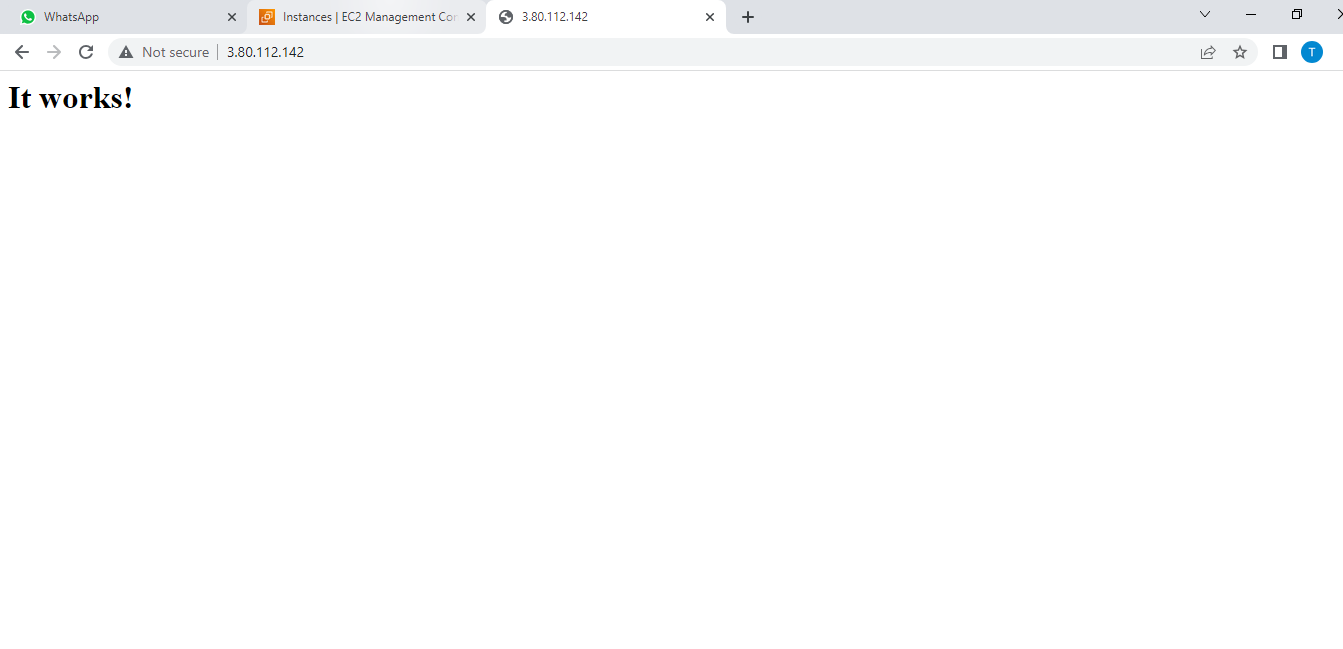 WhatsApp
Instances | EC2 Management Cor
3.80.112.142
Not secure
3.80.112.142
T
It works!